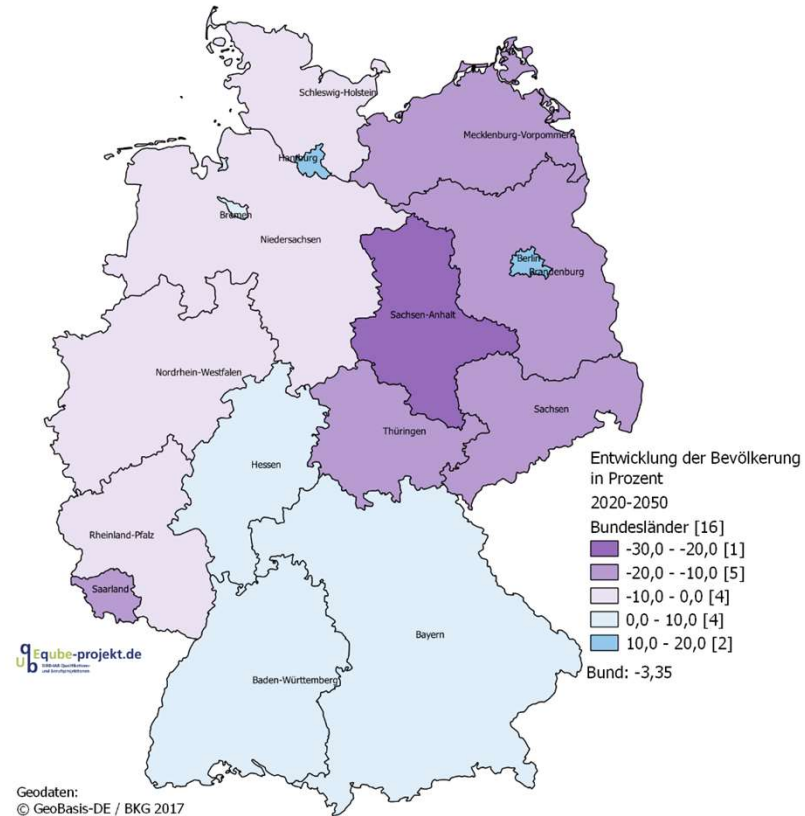 Schleswig-Holstein
Mecklenburg-Vorpommern
Hamburg
Bremen
Niedersachsen
Berlin
Brandenburg
Sachsen-Anhalt
Nordrhein-Westfalen
Sachsen
Thüringen
Hessen
Rheinland-Pfalz
Saarland
Bayern
Baden-Württemberg
Entwicklung der Bevölkerung
in Prozent
2020-2050
Bundesländer [16]
-30,0 - -20,0 [1]
-20,0 - -10,0 [5]
-10,0 - 0,0 [4]
0,0 - 10,0 [4]
10,0 - 20,0 [2]
Bund: -3,35
qube-projekt.de
Geodaten:
© GeoBasis-DE / BKG 2017